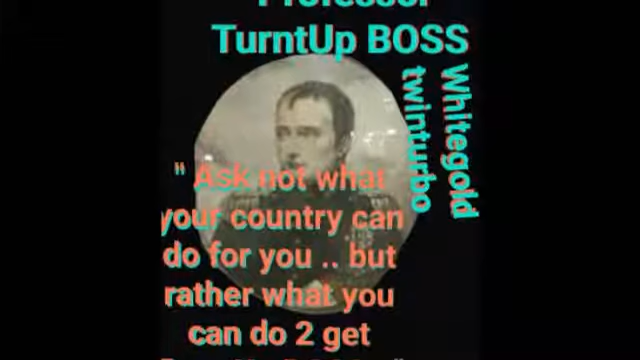 Professor
TurntUp BOSS
Whitegold
twinturbo
" Ask not what
your country can
do for you .. but
rather what you
can do 2 get